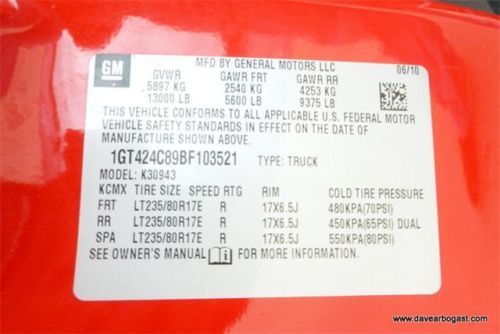 GM
MFD BY GENERAL MOTORS LLC
06/10
GVWR GAWR FRT GAWR RR
5897 KG 2540 KG 4253 KG
13000 LB 5600 LB 9375 LB
THIS VEHICLE CONFORMS TO ALL APPLICABLE U.S. FEDERAL MOTOR
VEHICLE SAFETY STANDARDS IN EFFECT ON THE DATE OF
MANUFACTURE SHOWN ABOVE.
1GT424C89BF103521 TYPE: TRUCK
MODEL: K30943
KCMX TIRE SIZE SPEED RTG RIM COLD TIRE PRESSURE
FRT LT235/80R17E R 17X6.5J 480KPA(70PSI)
RR LT235/80R17E R 17X6.5J 450KPA(65PSI) DUAL
SPA LT235/80R17E R 17X6.5J 550KPA(80PSI)
SEE OWNER'S MANUAL FOR MORE INFORMATION.
www.davearbogast.com